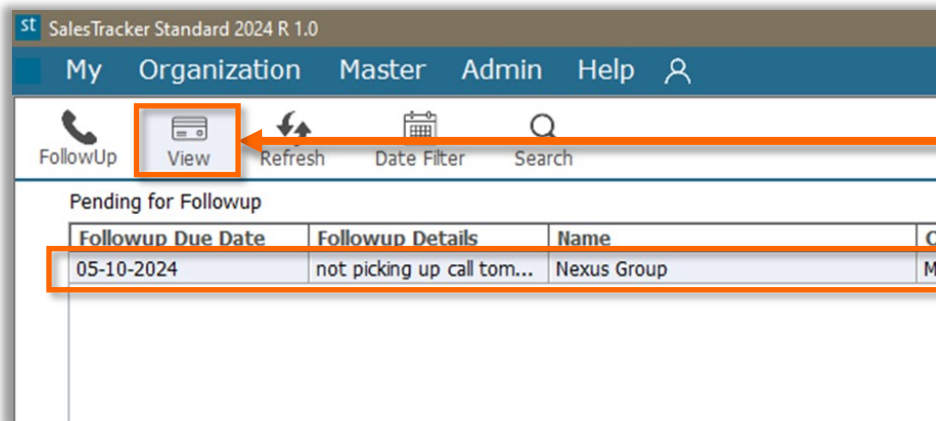 st SalesTracker Standard 2024 R 1.0
My Organization Master Admin Help
FollowUp View Refresh Date Filter Search
Pending for Followup
Followup Due Date Followup Details Name
05-10-2024 not picking up call tom... Nexus Group M